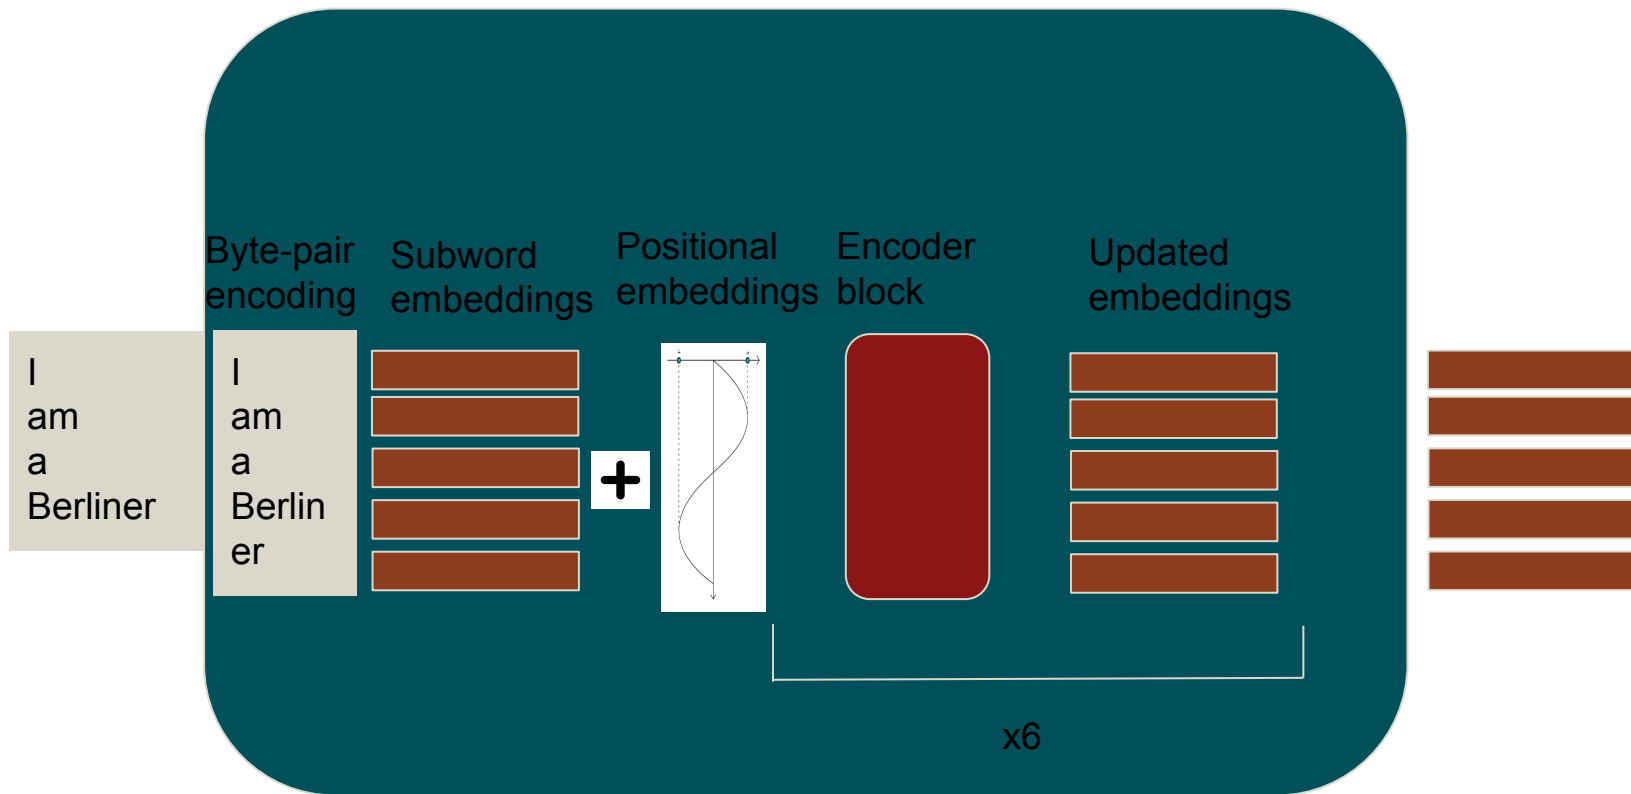 Byte-pair
encoding
Subword
embeddings
Positional
embeddings
Encoder
block
Updated
embeddings
I
am
a
Berliner
I
am
a
Berlin
er
+
x6